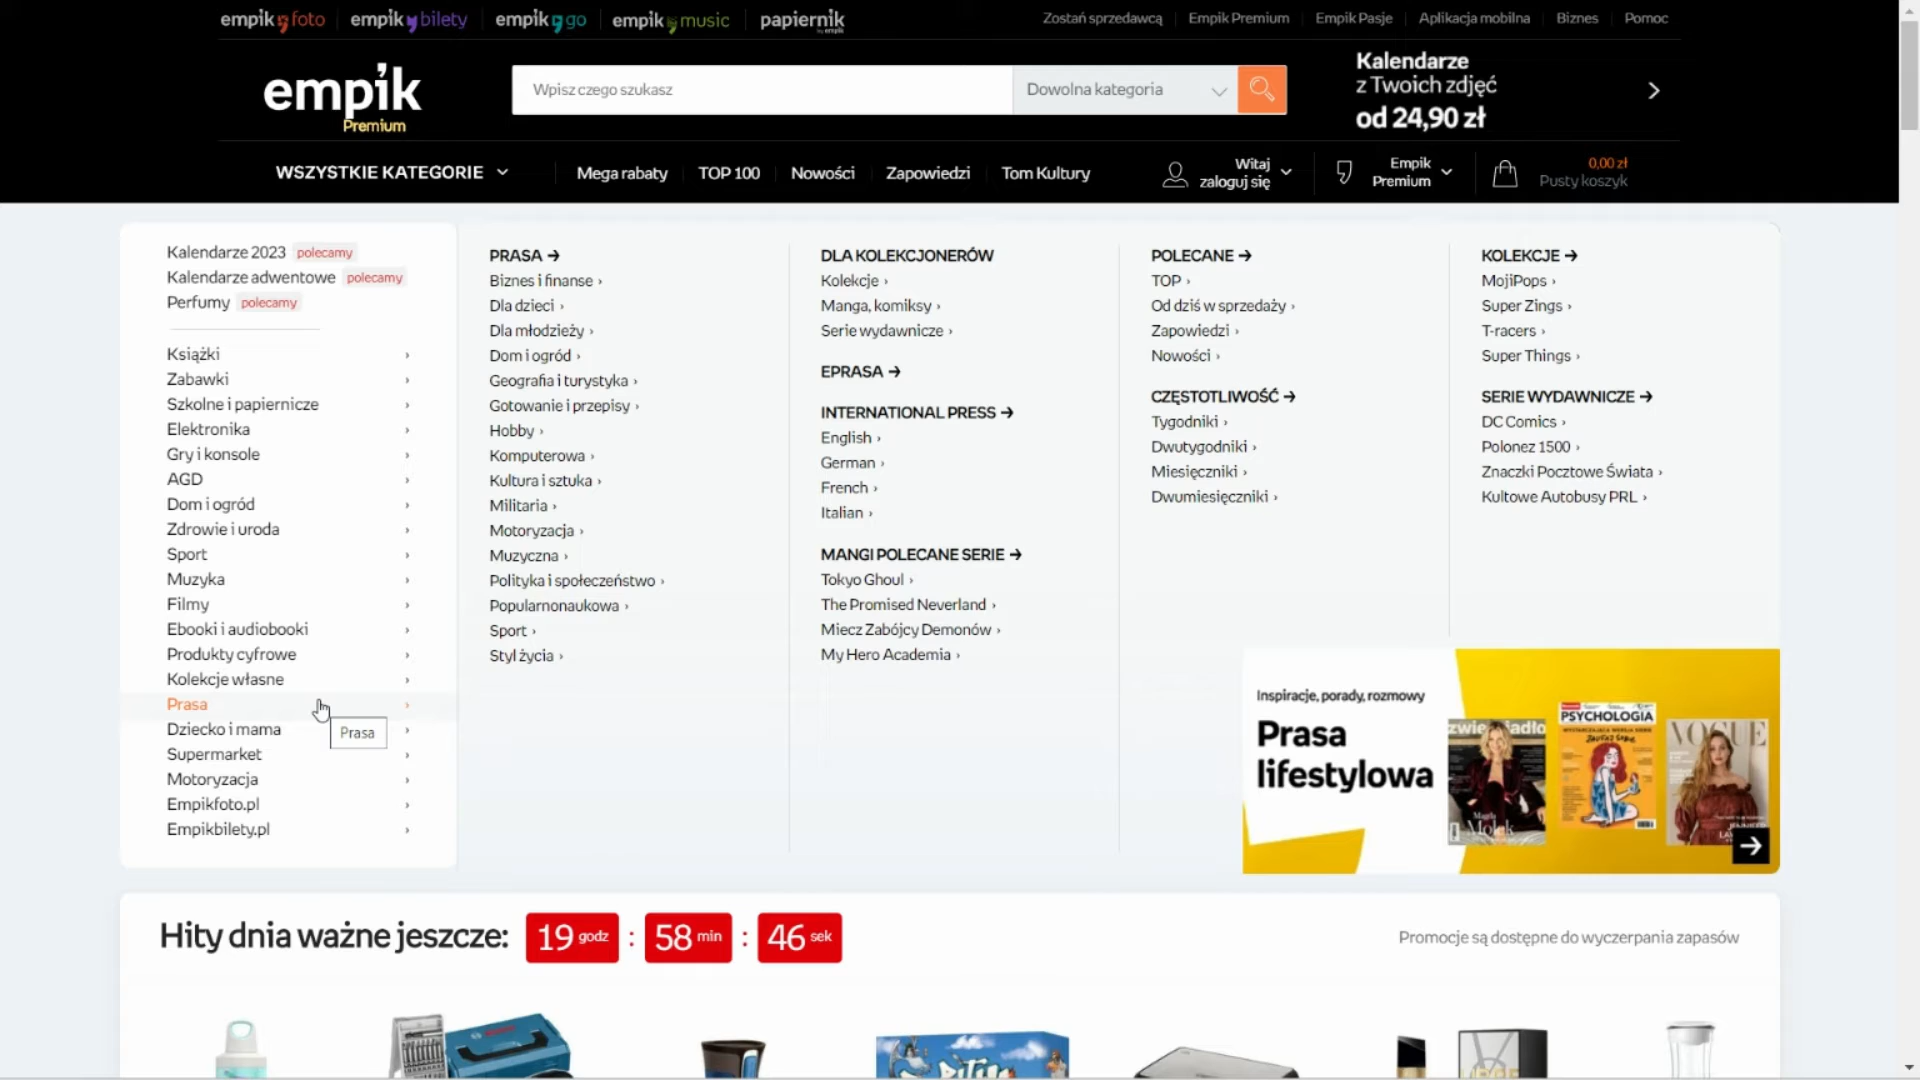 empik foto
empik bilety
empik go
empik music
papiernik
by empik
Zostań sprzedawcą
Empik Premium
Empik Pasje
Aplikacja mobilna
Biznes
Pomoc
empik
Premium
Wpisz czego szukasz
Dowolna kategoria
Kalendarze
z Twoich zdjęć
od 24,90 zł
WSZYSTKIE KATEGORIE
Mega rabaty
TOP 100
Nowości
Zapowiedzi
Tom Kultury
Witaj
zaloguj się
Empik
Premium
0,00 zł
Pusty koszyk
Kalendarze 2023 polecamy
Kalendarze adwentowe polecamy
Perfumy polecamy
Książki
Zabawki
Szkolne i papiernicze
Elektronika
Gry i konsole
AGD
Dom i ogród
Zdrowie i uroda
Sport
Muzyka
Filmy
Ebooki i audiobooki
Produkty cyfrowe
Kolekcje własne
Prasa
Prasa
Dziecko i mama
Supermarket
Motoryzacja
Empikfoto.pl
Empikbilety.pl
PRASA →
Biznes i finanse ›
Dla dzieci ›
Dla młodzieży ›
Dom i ogród ›
Geografia i turystyka ›
Gotowanie i przepisy ›
Hobby ›
Komputerowa ›
Kultura i sztuka ›
Militaria ›
Motoryzacja ›
Muzyczna ›
Polityka i społeczeństwo ›
Popularnonaukowa ›
Sport ›
Styl życia ›
DLA KOLEKCJONERÓW
Kolekcje ›
Manga, komiksy ›
Serie wydawnicze ›
EPRASA →
INTERNATIONAL PRESS →
English ›
German ›
French ›
Italian ›
MANGI POLECANE SERIE →
Tokyo Ghoul ›
The Promised Neverland ›
Miecz Zabójcy Demonów ›
My Hero Academia ›
POLECANE →
TOP ›
Od dziś w sprzedaży ›
Zapowiedzi ›
Nowości ›
CZĘSTOTLIWOŚĆ →
Tygodniki ›
Dwutygodniki ›
Miesięczniki ›
Dwumiesięczniki ›
KOLEKCJE →
MojiPops ›
Super Zings ›
T-racers ›
Super Things ›
SERIE WYDAWNICZE →
DC Comics ›
Polonez 1500 ›
Znaczki Pocztowe Świata ›
Kultowe Autobusy PRL ›
Inspiracje, porady, rozmowy
Prasa
lifestylowa
PSYCHOLOGIA
VOGUE
Hity dnia ważne jeszcze: 19 godz : 58 min : 46 sek
Promocje są dostępne do wyczerpania zapasów